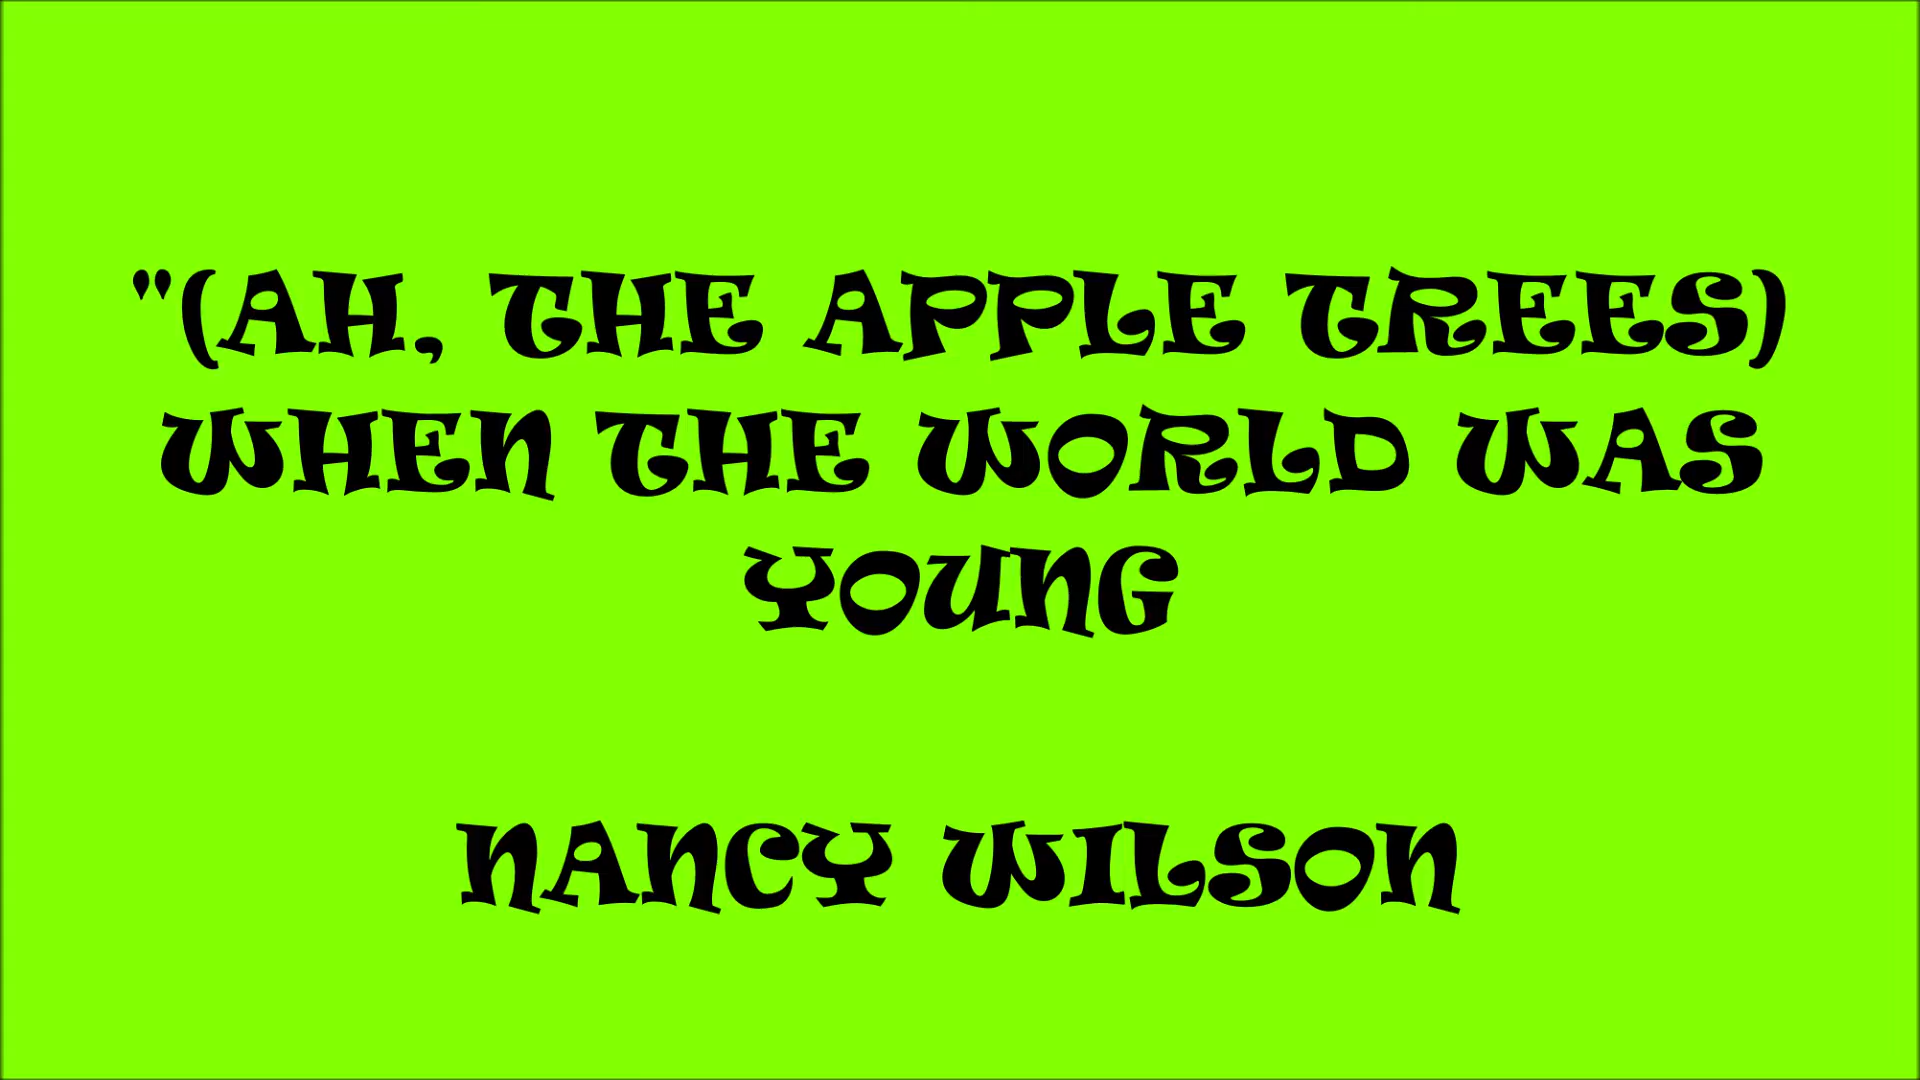 "(AH, THE APPLE TREES)
WHEN THE WORLD WAS
YOUNG
NANCY WILSON